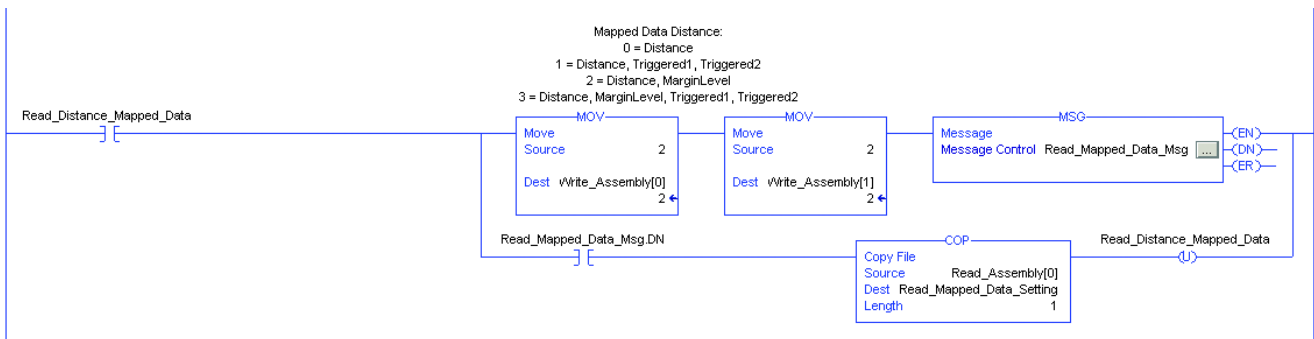 Mapped Data Distance:
0 = Distance
1 = Distance, Triggered1, Triggered2
2 = Distance, MarginLevel
3 = Distance, MarginLevel, Triggered1, Triggered2
Read_Distance_Mapped_Data
MOV
Move
Source 2
Dest Write_Assembly[0]
2
MOV
Move
Source 2
Dest Write_Assembly[1]
2
MSG
Message
Message Control Read_Mapped_Data_Msg ...
EN
DN
ER
Read_Mapped_Data_Msg.DN
COP
Copy File
Source Read_Assembly[0]
Dest Read_Mapped_Data_Setting
Length 1
Read_Distance_Mapped_Data
U